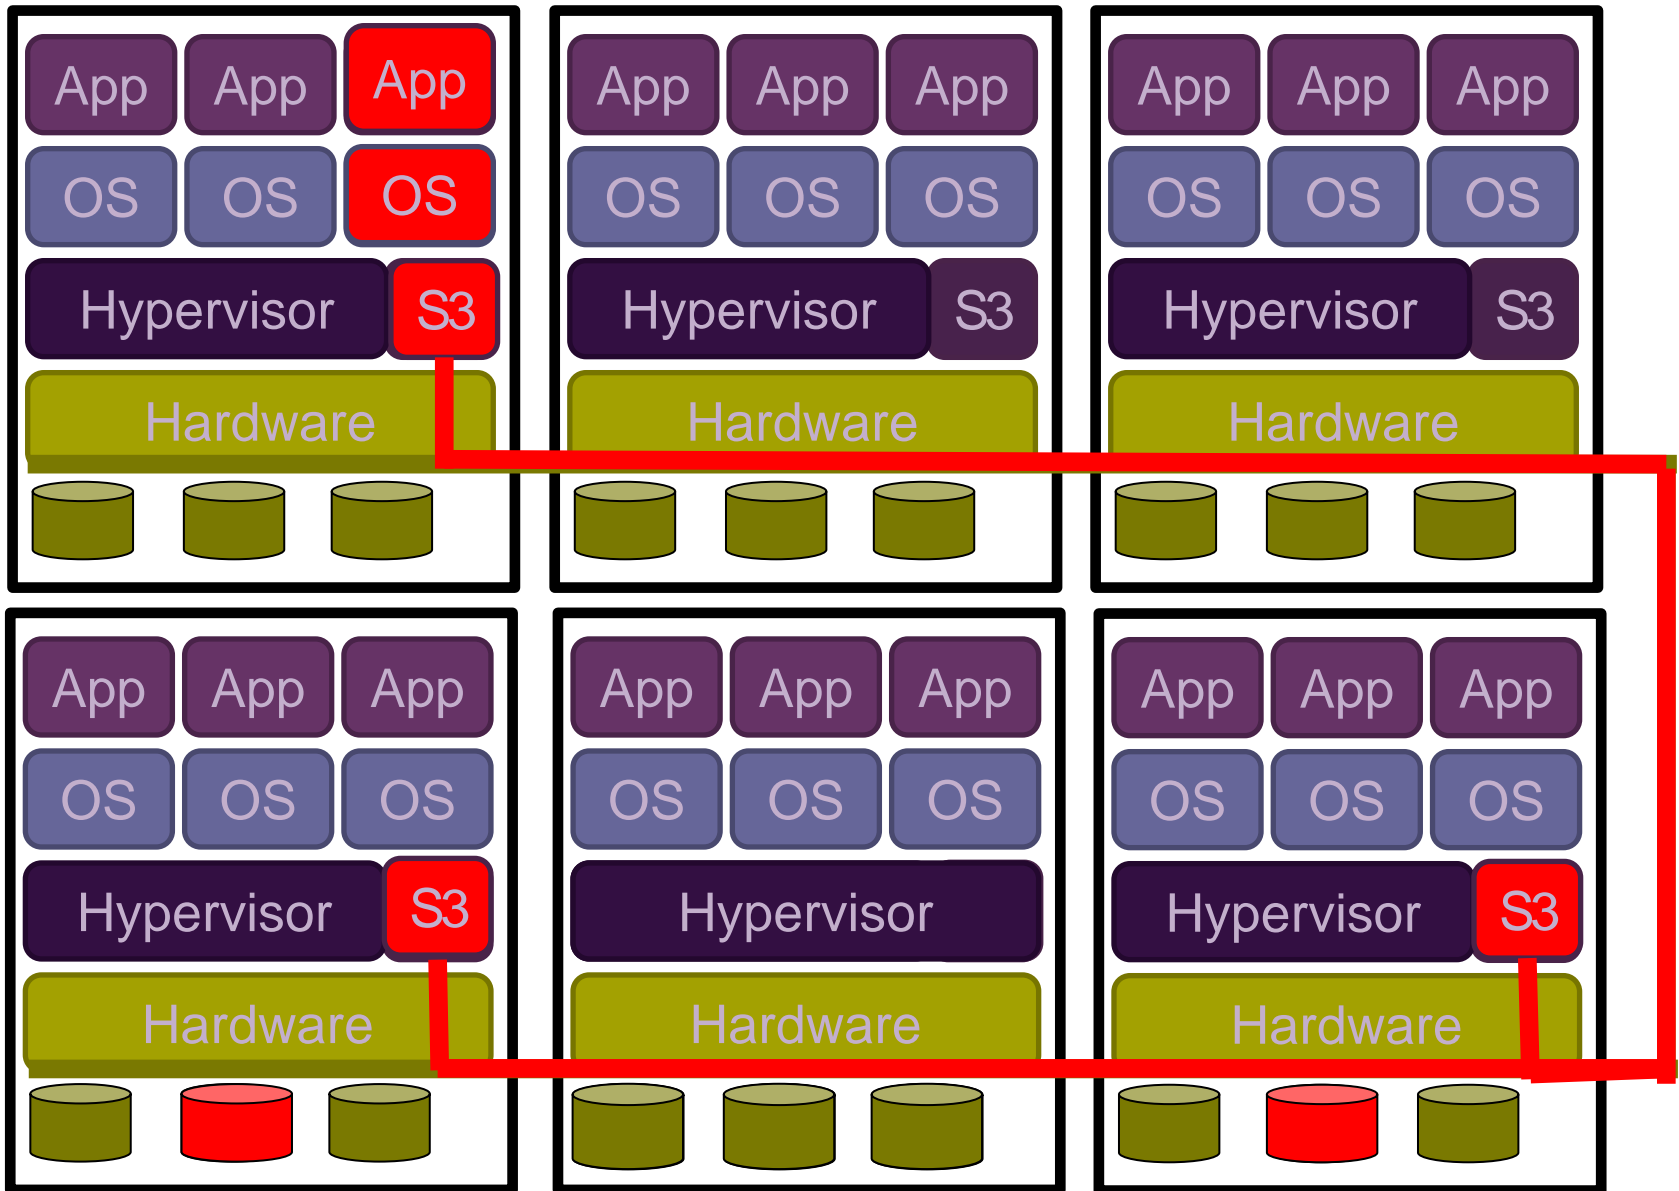 App App App App App App App App App
OS OS OS OS OS OS OS OS OS
Hypervisor S3 Hypervisor S3 Hypervisor S3
Hardware Hardware Hardware
App App App App App App App App App
OS OS OS OS OS OS OS OS OS
Hypervisor S3 Hypervisor Hypervisor S3
Hardware Hardware Hardware